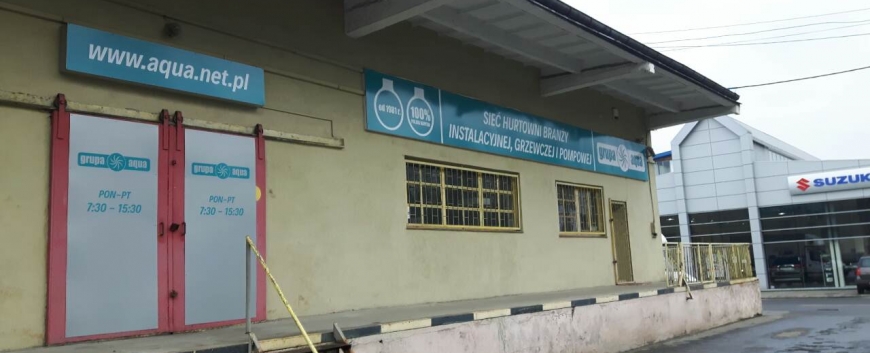 www.aqua.net.pl
od 1991 r.
100%
SIEĆ HURTOWNI BRANŻY
INSTALACYJNEJ, GRZEWCZEJ I POMPOWEJ
grupa aqua
grupa aqua
PON-PT
7:30 - 15:30
grupa aqua
PON-PT
7:30 - 15:30
SUZUK